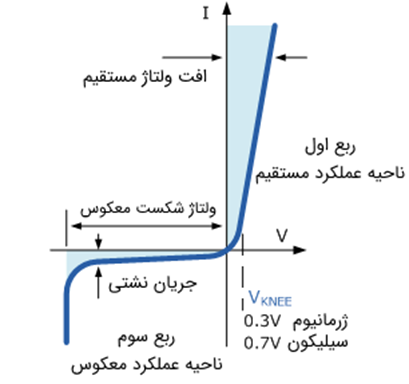 I
افت ولتاژ مستقیم
ربع اول
ناحیه عملکرد مستقیم
ولتاژ شکست معکوس
V
جریان نشتی
VKNEE
ژرمانیوم 0.3V
سیلیکون 0.7V
ربع سوم
ناحیه عملکرد معکوس